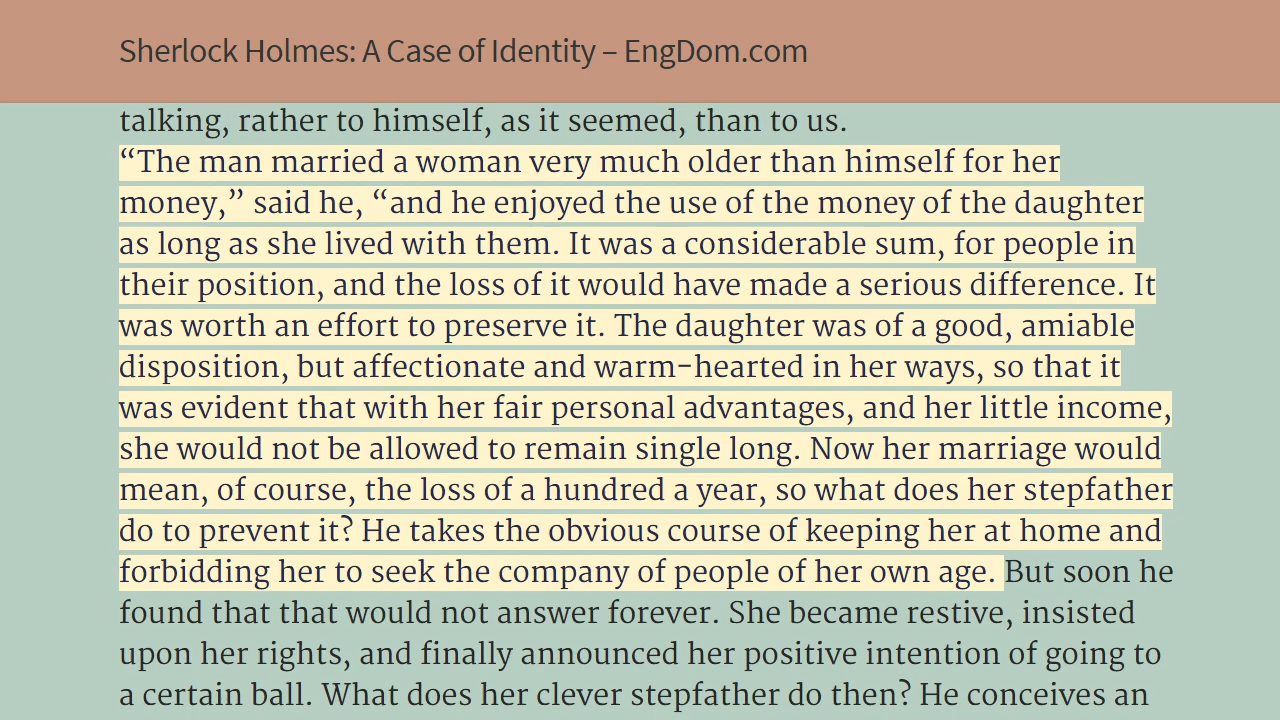 Sherlock Holmes: A Case of Identity – EngDom.com
talking, rather to himself, as it seemed, than to us.
“The man married a woman very much older than himself for her
money,” said he, “and he enjoyed the use of the money of the daughter
as long as she lived with them. It was a considerable sum, for people in
their position, and the loss of it would have made a serious difference. It
was worth an effort to preserve it. The daughter was of a good, amiable
disposition, but affectionate and warm-hearted in her ways, so that it
was evident that with her fair personal advantages, and her little income,
she would not be allowed to remain single long. Now her marriage would
mean, of course, the loss of a hundred a year, so what does her stepfather
do to prevent it? He takes the obvious course of keeping her at home and
forbidding her to seek the company of people of her own age. But soon he
found that that would not answer forever. She became restive, insisted
upon her rights, and finally announced her positive intention of going to
a certain ball. What does her clever stepfather do then? He conceives an